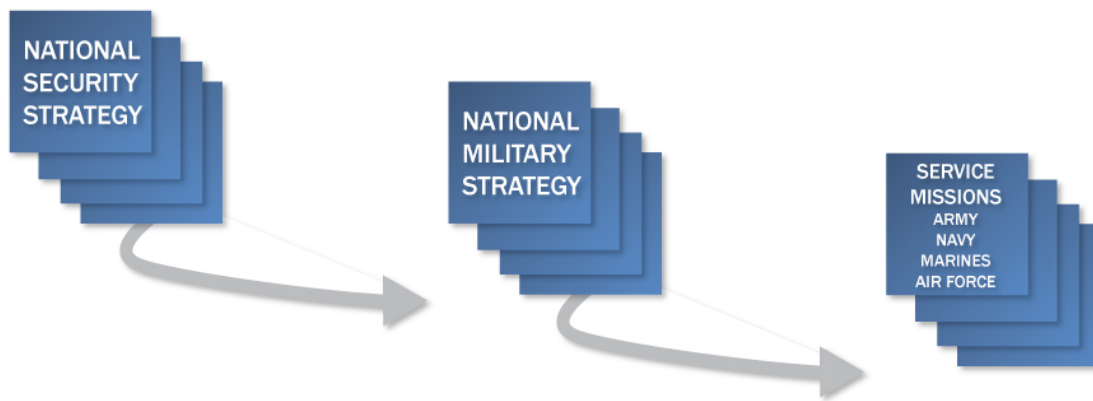 NATIONAL
SECURITY
STRATEGY
NATIONAL
MILITARY
STRATEGY
SERVICE
MISSIONS
ARMY
NAVY
MARINES
AIR FORCE